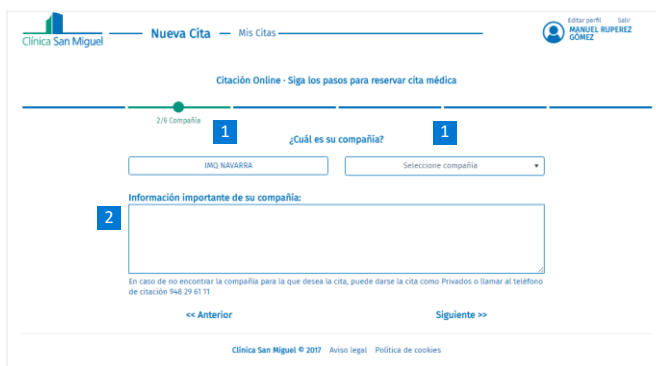 Editar perfil Salir
Clínica San Miguel Nueva Cita Mis Citas MANUEL RUPEREZ
GÓMEZ
Citación Online - Siga los pasos para reservar cita médica
2/6 Compañía
1 1
¿Cuál es su compañía?
IMQ NAVARRA Seleccione compañía
Información importante de su compañía:
2
En caso de no encontrar la compañía para la que desea la cita, puede darse la cita como Privados o llamar al teléfono
de citación 948 29 61 11
<< Anterior Siguiente >>
Clínica San Miguel © 2017 Aviso legal Política de cookies